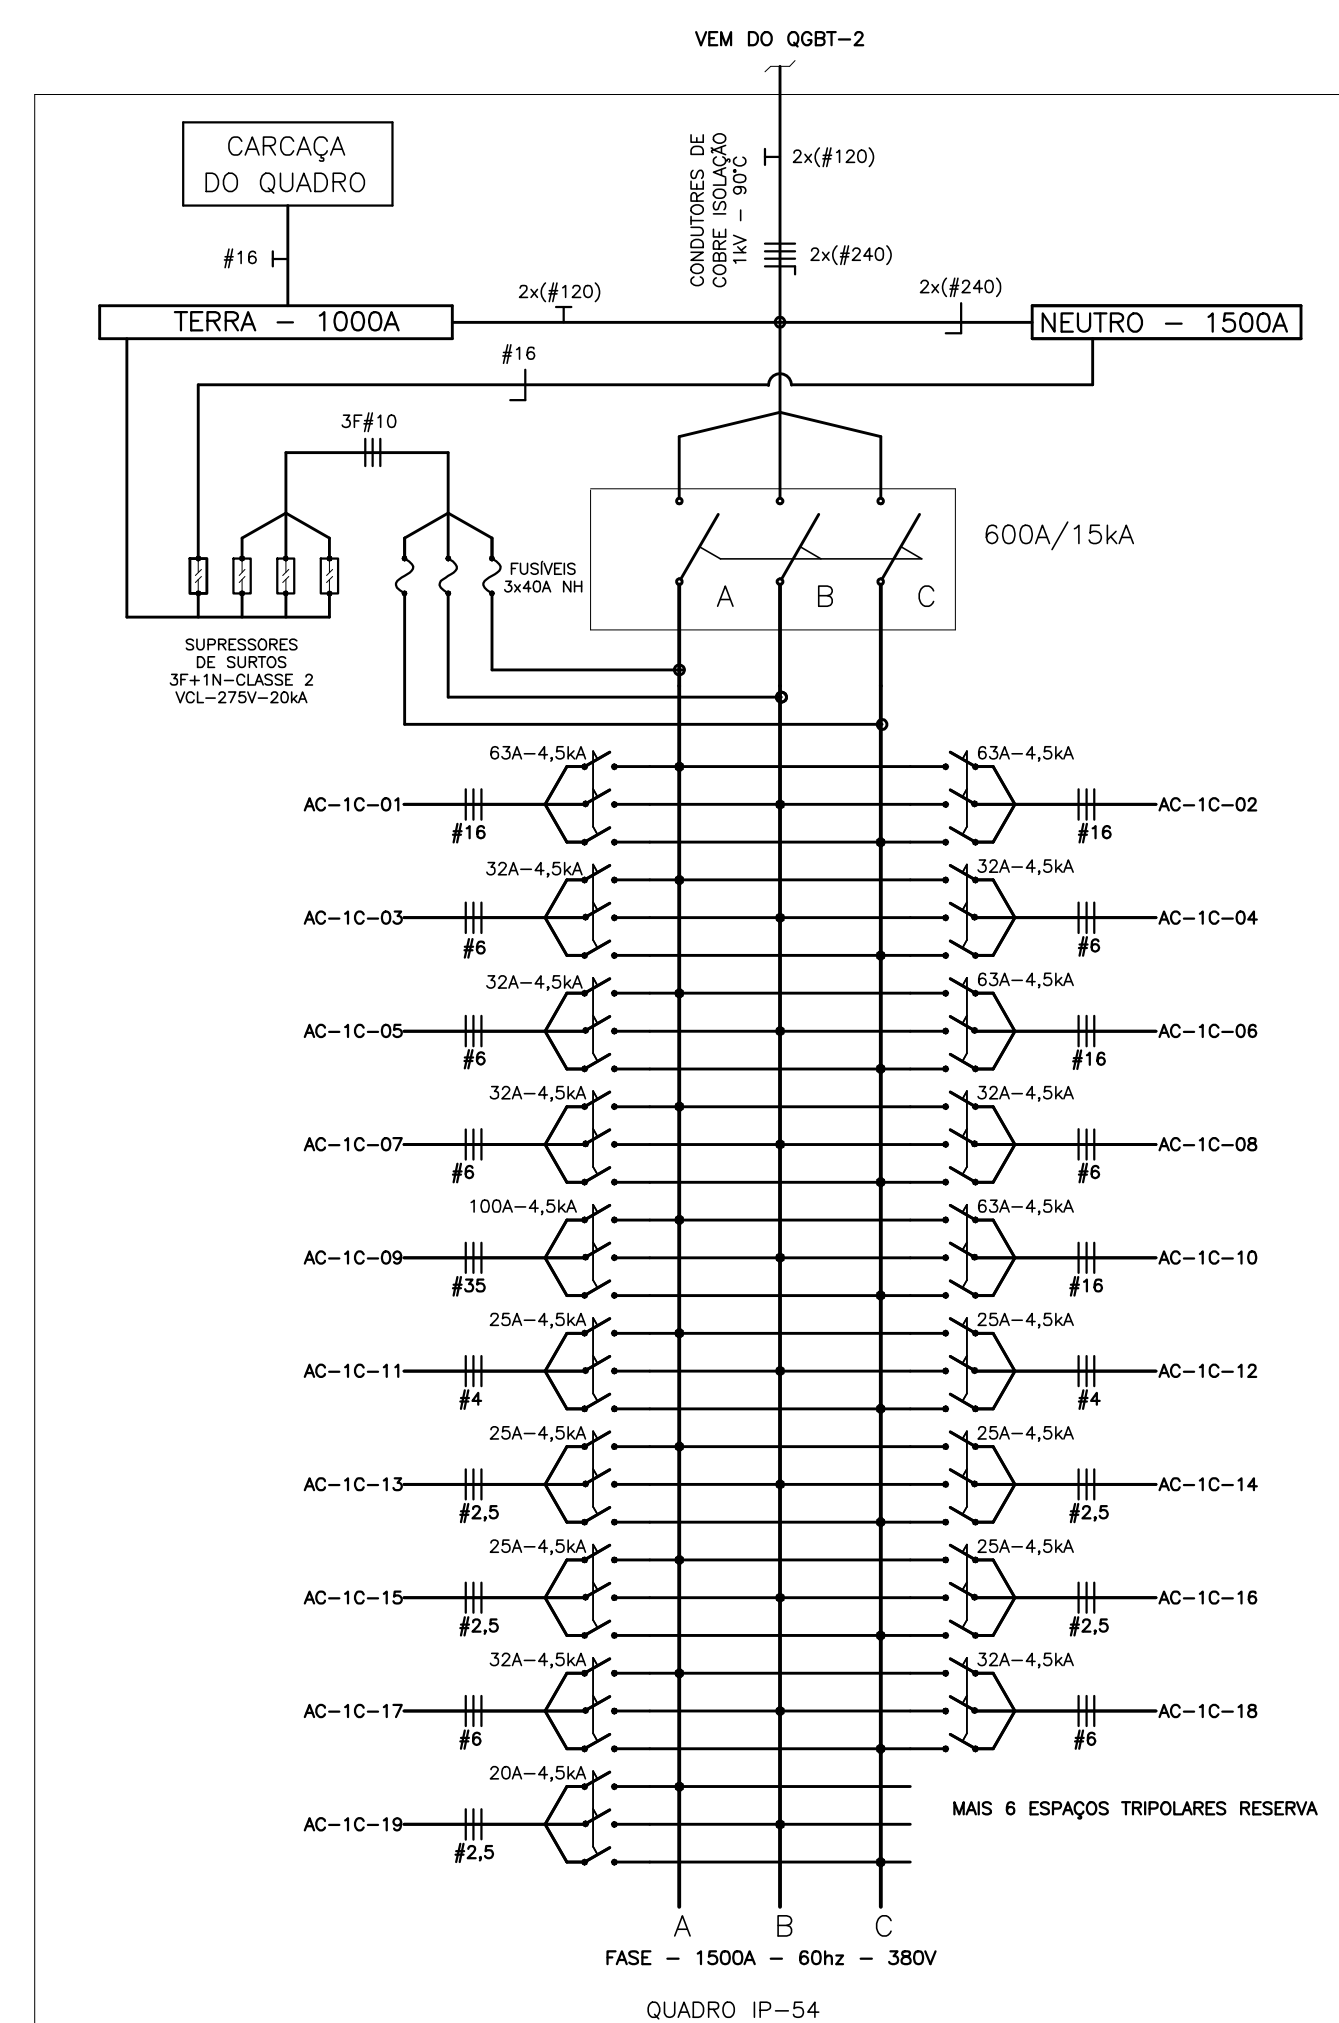 VEM DO QGBT-2
CARCAÇA
DO QUADRO
CONDUTORES DE
COBRE ISOLAÇÃO
1kV - 90°C
2x(#120)
#16
2x(#240)
2x(#120)
2x(#240)
TERRA - 1000A
NEUTRO - 1500A
#16
3F#10
600A/15kA
FUSÍVEIS
3x40A NH
A
B
C
SUPRESSORES
DE SURTOS
3F+1N-CLASSE 2
VCL-275V-20kA
63A-4,5kA
63A-4,5kA
AC-1C-01
AC-1C-02
#16
#16
32A-4,5kA
32A-4,5kA
AC-1C-03
AC-1C-04
#6
#6
32A-4,5kA
63A-4,5kA
AC-1C-05
AC-1C-06
#6
#16
32A-4,5kA
32A-4,5kA
AC-1C-07
AC-1C-08
#6
#6
100A-4,5kA
63A-4,5kA
AC-1C-09
AC-1C-10
#35
#16
25A-4,5kA
25A-4,5kA
AC-1C-11
AC-1C-12
#4
#4
25A-4,5kA
25A-4,5kA
AC-1C-13
AC-1C-14
#2,5
#2,5
25A-4,5kA
25A-4,5kA
AC-1C-15
AC-1C-16
#2,5
#2,5
32A-4,5kA
32A-4,5kA
AC-1C-17
AC-1C-18
#6
#6
20A-4,5kA
MAIS 6 ESPAÇOS TRIPOLARES RESERVA
AC-1C-19
#2,5
A
B
C
FASE - 1500A - 60hz - 380V
QUADRO IP-54